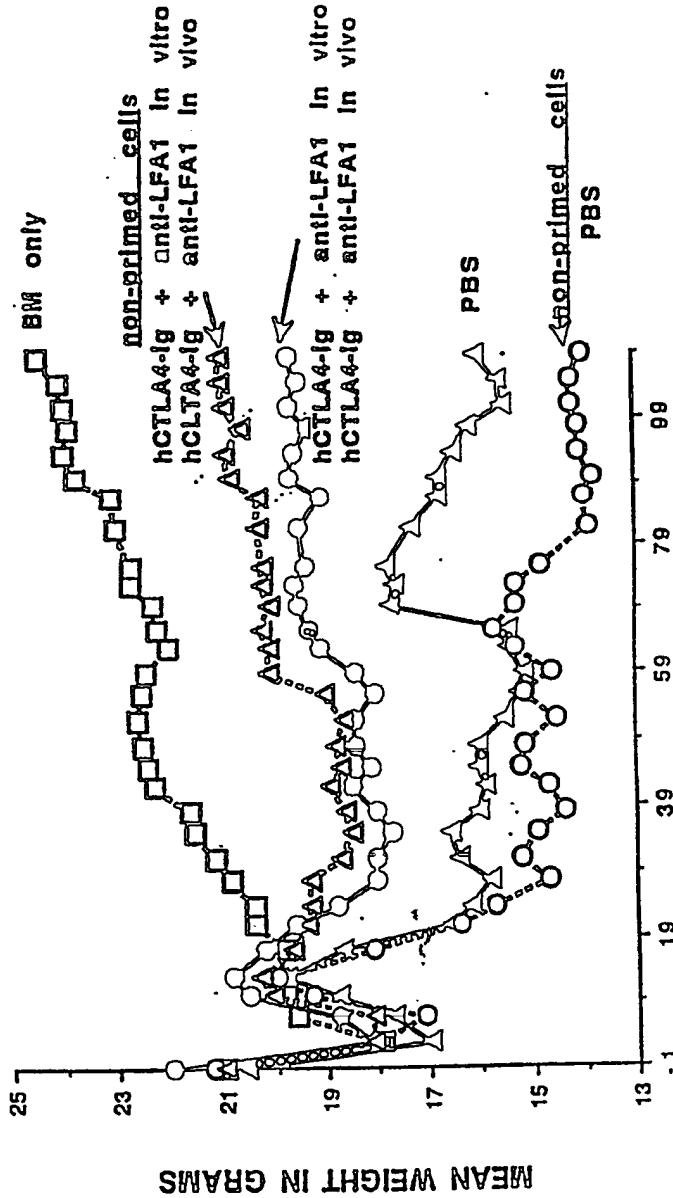 BM only
non-primed cells
hCTLA4-Ig + anti-LFA1 in vitro
hCLTA4-Ig + anti-LFA1 in vivo
hCTLA4-Ig + anti-LFA1 in vitro
hCTLA4-Ig + anti-LFA1 in vivo
PBS
non-primed cells
PBS
MEAN WEIGHT IN GRAMS
25
23
21
19
17
15
13
-1
19
39
59
79
99